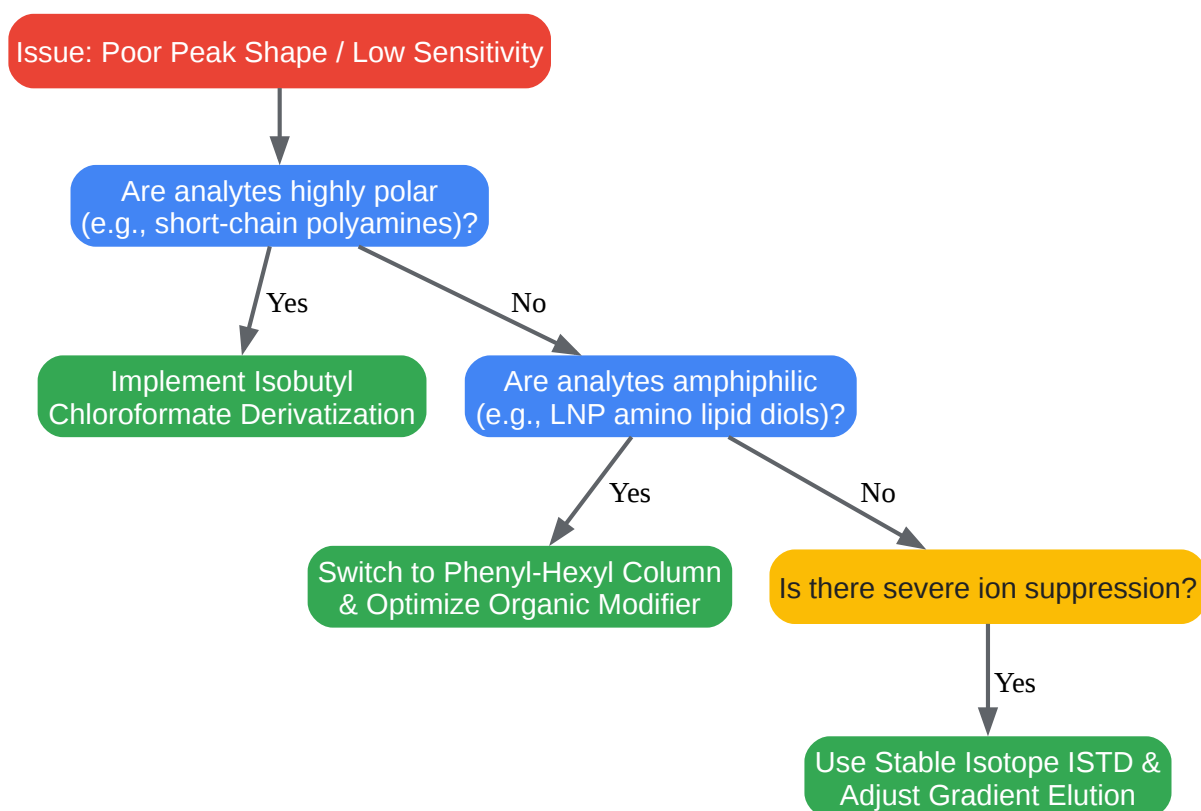 Issue: Poor Peak Shape / Low Sensitivity
Are analytes highly polar
(e.g., short-chain polyamines)?
Yes
No
Implement Isobutyl
Chloroformate Derivatization
Are analytes amphiphilic
(e.g., LNP amino lipid diols)?
Yes
No
Switch to Phenyl-Hexyl Column
& Optimize Organic Modifier
Is there severe ion suppression?
Yes
Use Stable Isotope ISTD &
Adjust Gradient Elution